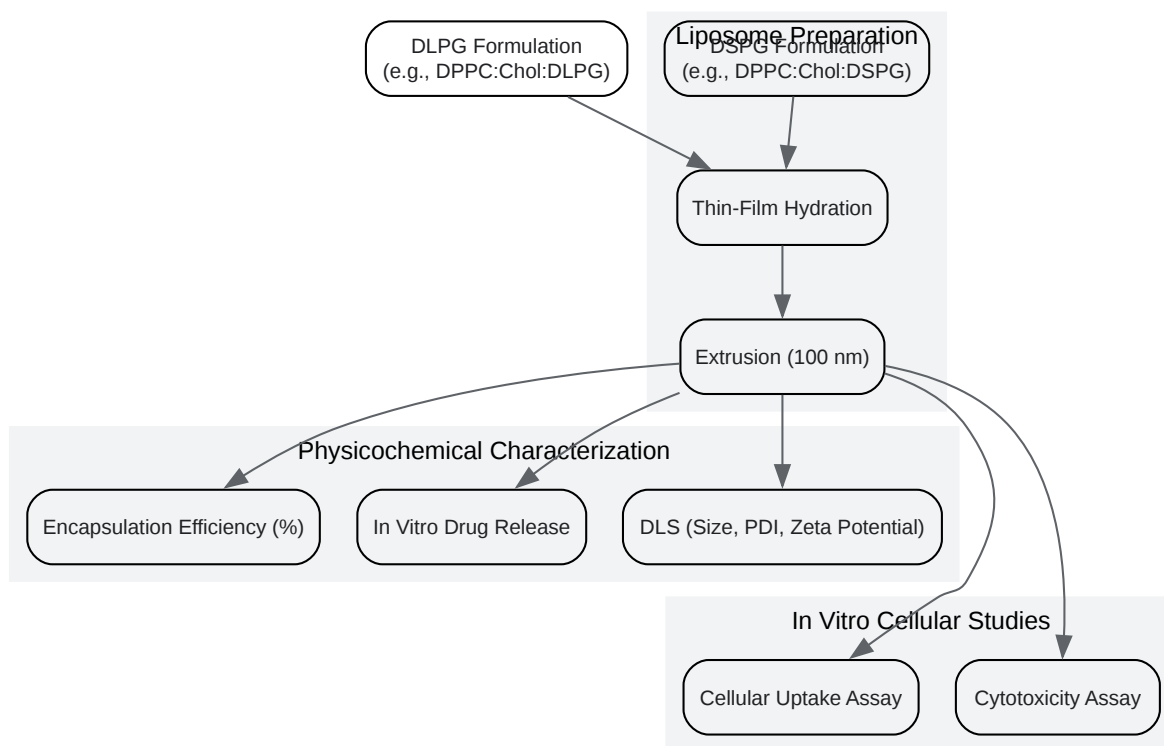 Liposome Preparation
DLPG Formulation
(e.g., DPPC:Chol:DLPG)
DSPG Formulation
(e.g., DPPC:Chol:DSPG)
Thin-Film Hydration
Extrusion (100 nm)
Physicochemical Characterization
Encapsulation Efficiency (%)
In Vitro Drug Release
DLS (Size, PDI, Zeta Potential)
In Vitro Cellular Studies
Cellular Uptake Assay
Cytotoxicity Assay